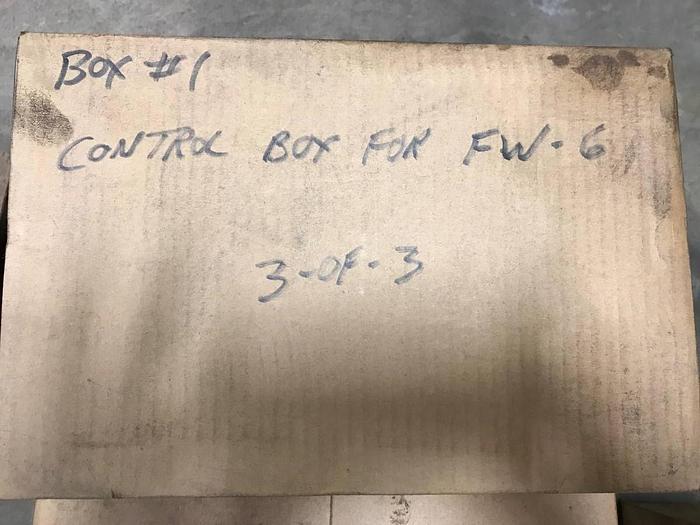 BOX #1
CONTROL BOX FOR FW-6
3-OF-3